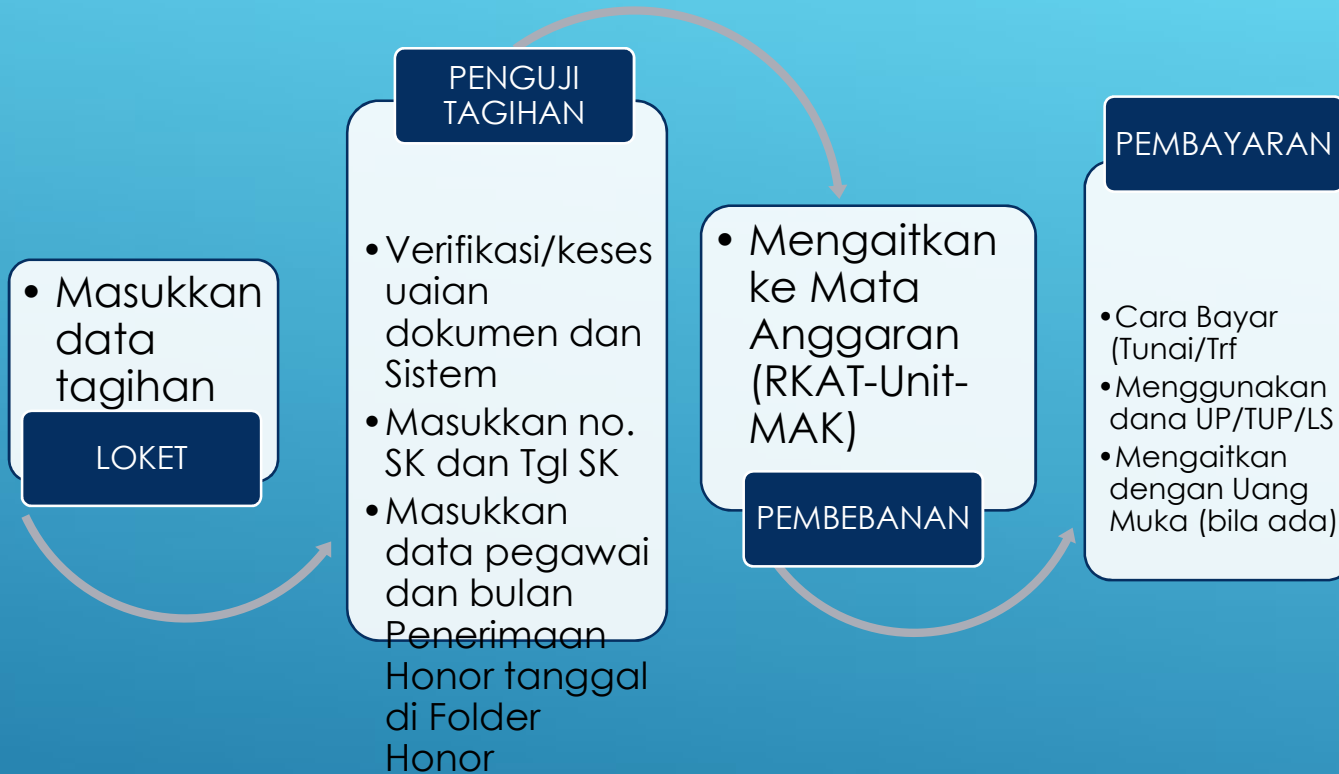 • Masukkan
data
tagihan
LOKET
PENGUJI
TAGIHAN
•Verifikasi/keses
uaian
dokumen dan
Sistem
•Masukkan no.
SK dan Tgl SK
•Masukkan
data pegawai
dan bulan
Penerimaan
Honor tanggal
di Folder
Honor
• Mengaitkan
ke Mata
Anggaran
(RKAT-Unit-
MAK)
PEMBEBANAN
PEMBAYARAN
•Cara Bayar
(Tunai/Trf
•Menggunakan
dana UP/TUP/LS
•Mengaitkan
dengan Uang
Muka (bila ada)